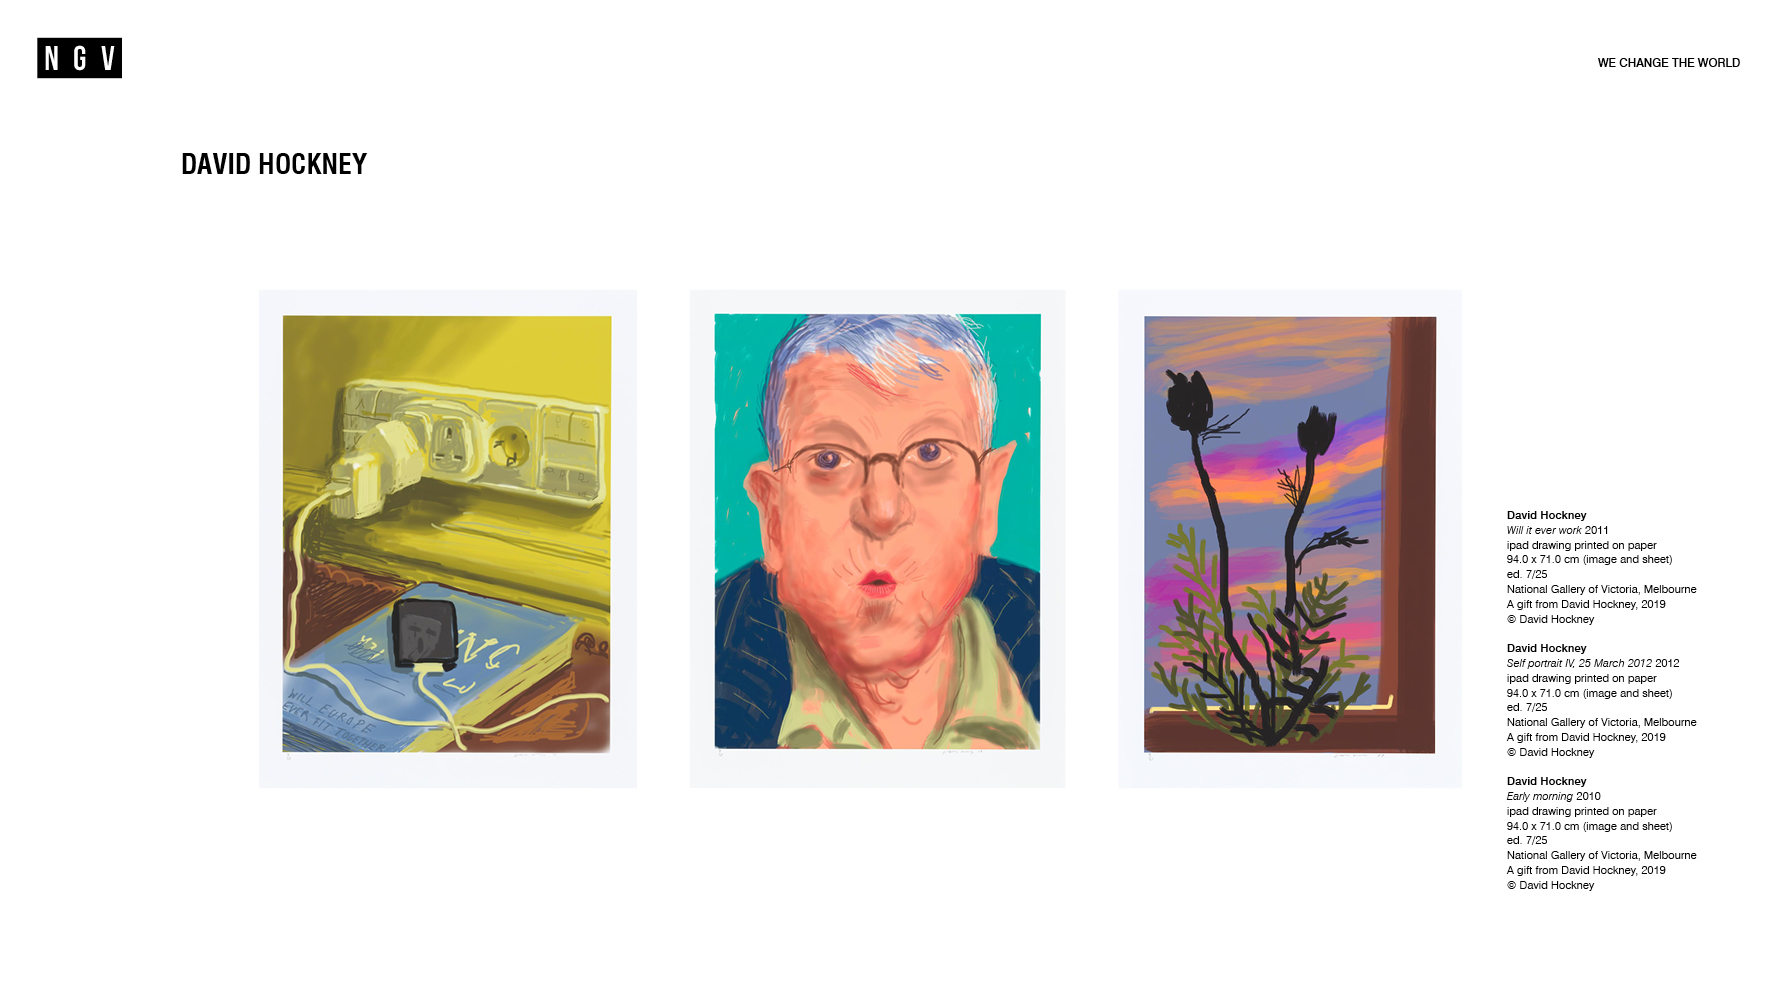 NGV
WE CHANGE THE WORLD
DAVID HOCKNEY
WILL EUROPE
EVER FIT TOGETHER
David Hockney
Will it ever work 2011
ipad drawing printed on paper
94.0 x 71.0 cm (image and sheet)
ed. 7/25
National Gallery of Victoria, Melbourne
A gift from David Hockney, 2019
© David Hockney
David Hockney
Self portrait IV, 25 March 2012 2012
ipad drawing printed on paper
94.0 x 71.0 cm (image and sheet)
ed. 7/25
National Gallery of Victoria, Melbourne
A gift from David Hockney, 2019
© David Hockney
David Hockney
Early morning 2010
ipad drawing printed on paper
94.0 x 71.0 cm (image and sheet)
ed. 7/25
National Gallery of Victoria, Melbourne
A gift from David Hockney, 2019
© David Hockney